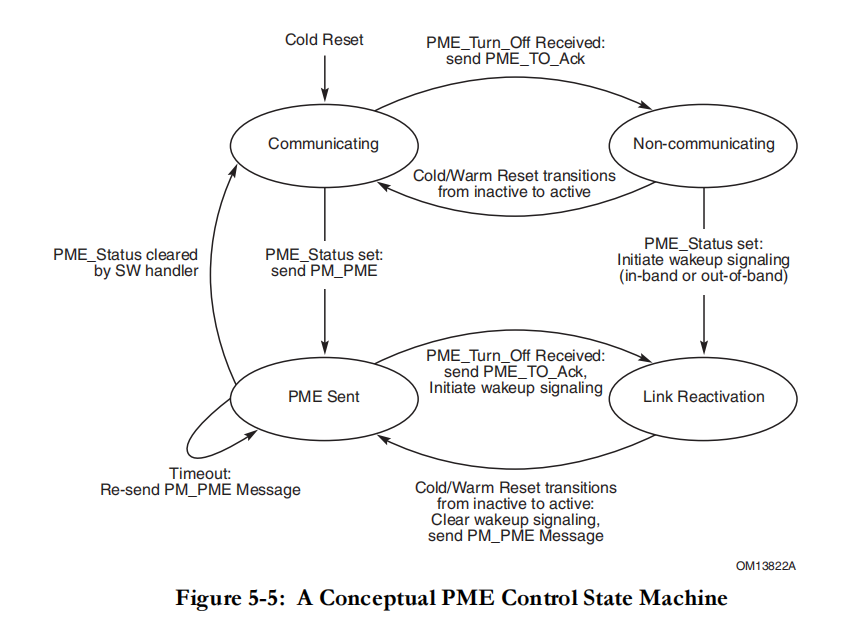 Cold Reset
PME_Turn_Off Received:
send PME_TO_Ack
Communicating
Non-communicating
Cold/Warm Reset transitions
from inactive to active
PME_Status cleared
by SW handler
PME_Status set:
send PM_PME
PME_Status set:
Initiate wakeup signaling
(in-band or out-of-band)
PME_Turn_Off Received:
send PME_TO_Ack,
Initiate wakeup signaling
PME Sent
Link Reactivation
Timeout:
Re-send PM_PME Message
Cold/Warm Reset transitions
from inactive to active:
Clear wakeup signaling,
send PM_PME Message
OM13822A
Figure 5-5: A Conceptual PME Control State Machine